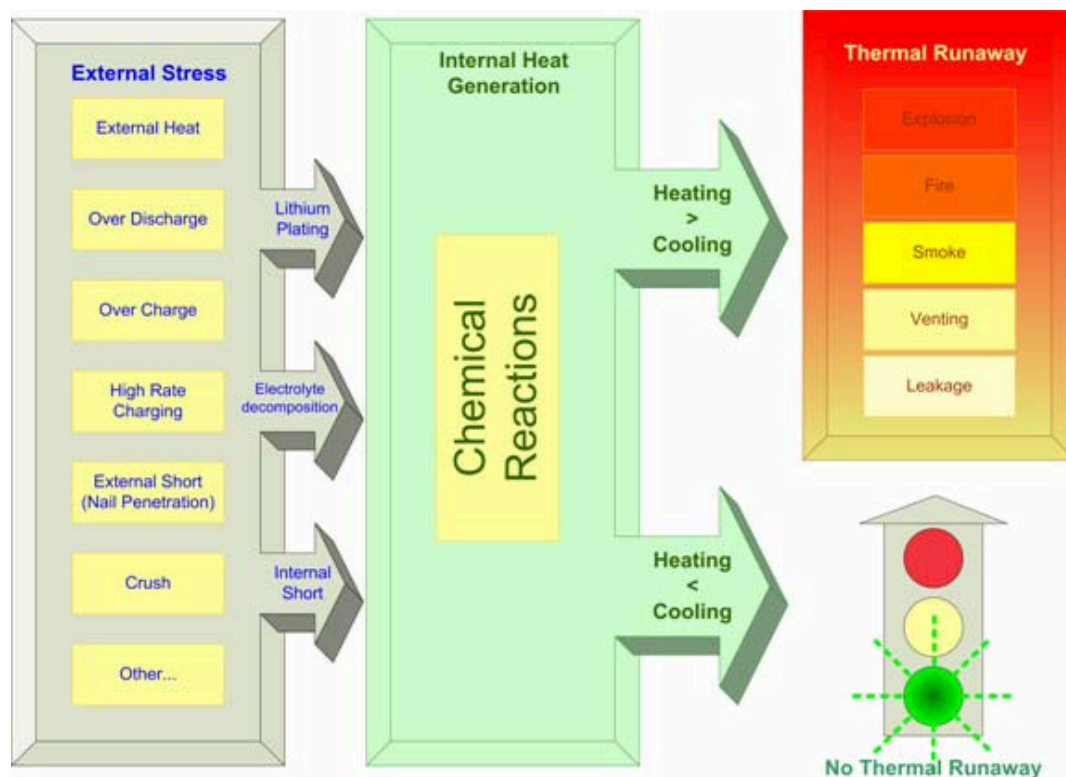 External Stress
External Heat
Over Discharge
Over Charge
High Rate
Charging
External Short
(Nail Penetration)
Crush
Other...
Lithium
Plating
Electrolyte
decomposition
Internal
Short
Internal Heat
Generation
Chemical
Reactions
Heating
>
Cooling
Heating
<
Cooling
Thermal Runaway
Explosion
Fire
Smoke
Venting
Leakage
No Thermal Runaway